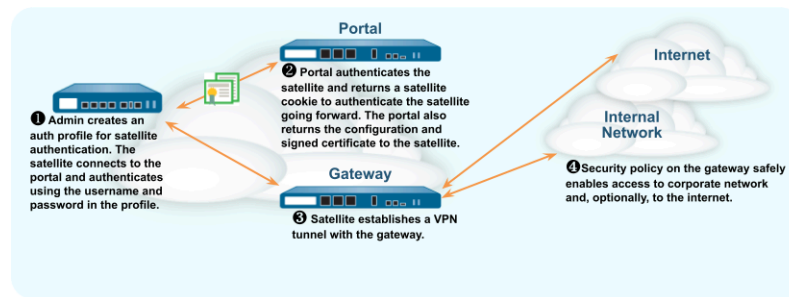 Portal
❷ Portal authenticates the
satellite and returns a satellite
cookie to authenticate the satellite
going forward. The portal also
returns the configuration and
signed certificate to the satellite.
❶ Admin creates an
auth profile for satellite
authentication. The
satellite connects to the
portal and authenticates
using the username and
password in the profile.
Gateway
❸ Satellite establishes a VPN
tunnel with the gateway.
Internet
Internal
Network
❹Security policy on the gateway safely
enables access to corporate network
and, optionally, to the internet.